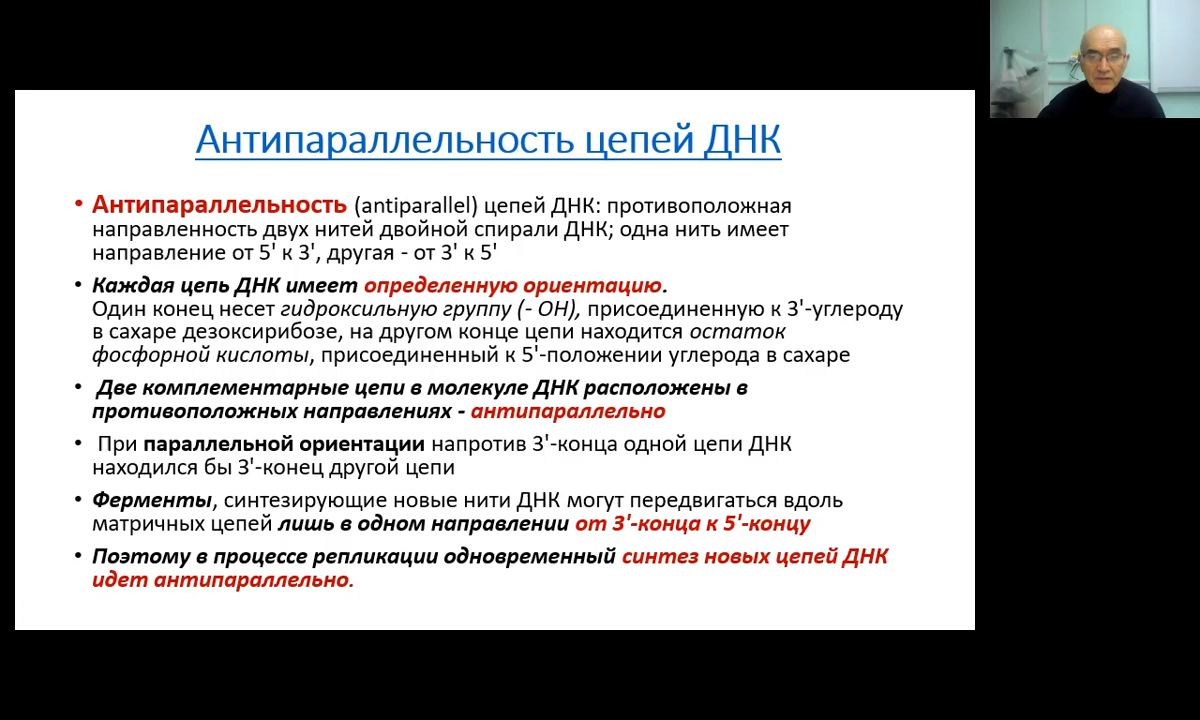 Антипараллельность цепей ДНК
• Антипараллельность (antiparallel) цепей ДНК: противоположная
направленность двух нитей двойной спирали ДНК; одна нить имеет
направление от 5' к 3', другая - от 3' к 5'
• Каждая цепь ДНК имеет определенную ориентацию.
Один конец несет гидроксильную группу (- ОН), присоединенную к 3'-углероду
в сахаре дезоксирибозе, на другом конце цепи находится остаток
фосфорной кислоты, присоединенный к 5'-положении углерода в сахаре
• Две комплементарные цепи в молекуле ДНК расположены в
противоположных направлениях - антипараллельно
• При параллельной ориентации напротив 3'-конца одной цепи ДНК
находился бы 3'-конец другой цепи
• Ферменты, синтезирующие новые нити ДНК могут передвигаться вдоль
матричных цепей лишь в одном направлении от 3'-конца к 5'-концу
• Поэтому в процессе репликации одновременный синтез новых цепей ДНК
идет антипараллельно.